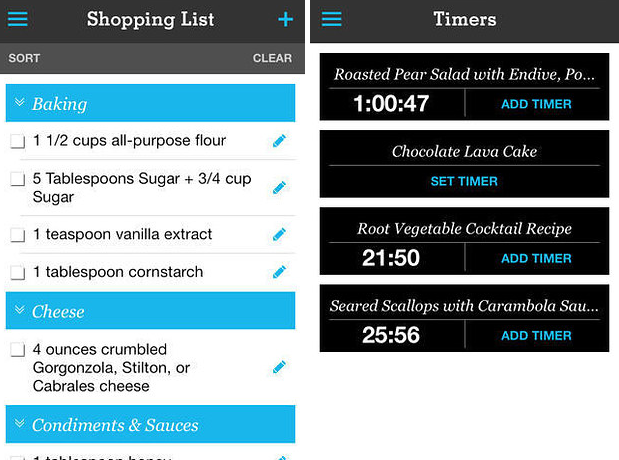 Shopping List
SORT
CLEAR
Baking
1 1/2 cups all-purpose flour
5 Tablespoons Sugar + 3/4 cup
Sugar
1 teaspoon vanilla extract
1 tablespoon cornstarch
Cheese
4 ounces crumbled
Gorgonzola, Stilton, or
Cabrales cheese
Condiments & Sauces
1 tablespoon honey
Timers
Roasted Pear Salad with Endive, Po...
1:00:47
ADD TIMER
Chocolate Lava Cake
SET TIMER
Root Vegetable Cocktail Recipe
21:50
ADD TIMER
Seared Scallops with Carambola Sau...
25:56
ADD TIMER